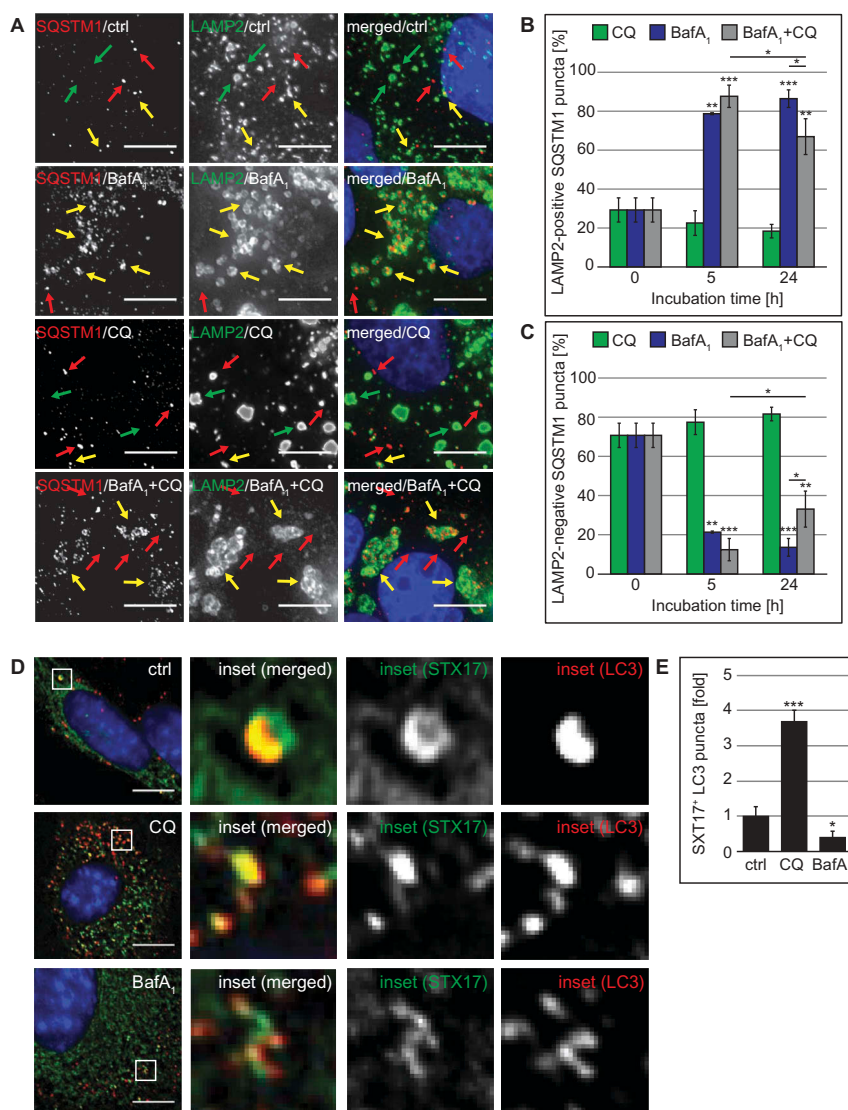 A
SQSTM1/ctrl
LAMP2/ctrl
merged/ctrl
SQSTM1/BafA1
LAMP2/BafA1
merged/BafA1
SQSTM1/CQ
LAMP2/CQ
merged/CQ
SQSTM1/BafA1+CQ
LAMP2/BafA1+CQ
merged/BafA1+CQ
B
CQ BafA1 BafA1+CQ
LAMP2-positive SQSTM1 puncta [%]
100
80
60
40
20
0
** *** *** ** * *
0 5 24
Incubation time [h]
C
CQ BafA1 BafA1+CQ
LAMP2-negative SQSTM1 puncta [%]
100
80
60
40
20
0
** *** *** ** * *
0 5 24
Incubation time [h]
D
ctrl
inset (merged)
inset (STX17)
inset (LC3)
CQ
inset (merged)
inset (STX17)
inset (LC3)
BafA1
inset (merged)
inset (STX17)
inset (LC3)
E
SXT17+ LC3 puncta [fold]
5
4
3
2
1
0
***
*
ctrl CQ BafA